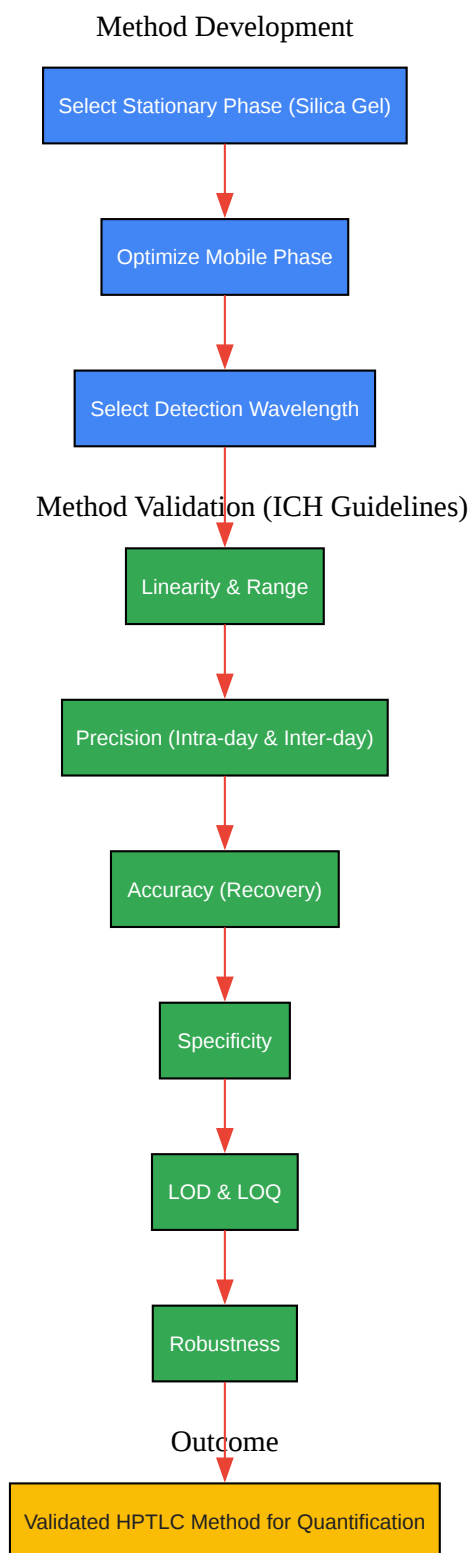 Method Development
Select Stationary Phase (Silica Gel)
Optimize Mobile Phase
Select Detection Wavelength
Method Validation (ICH Guidelines)
Linearity & Range
Precision (Intra-day & Inter-day)
Accuracy (Recovery)
Specificity
LOD & LOQ
Robustness
Outcome
Validated HPTLC Method for Quantification